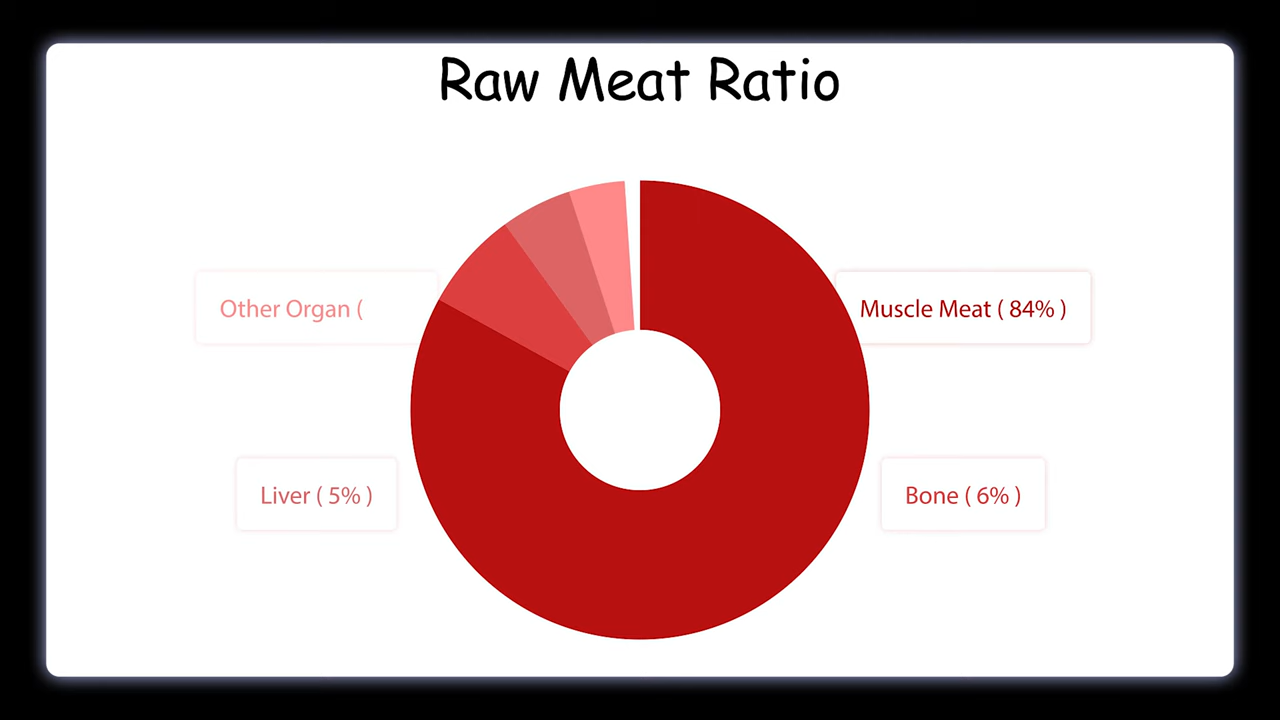 Raw Meat Ratio
Other Organ (
Muscle Meat ( 84% )
Liver ( 5% )
Bone ( 6% )